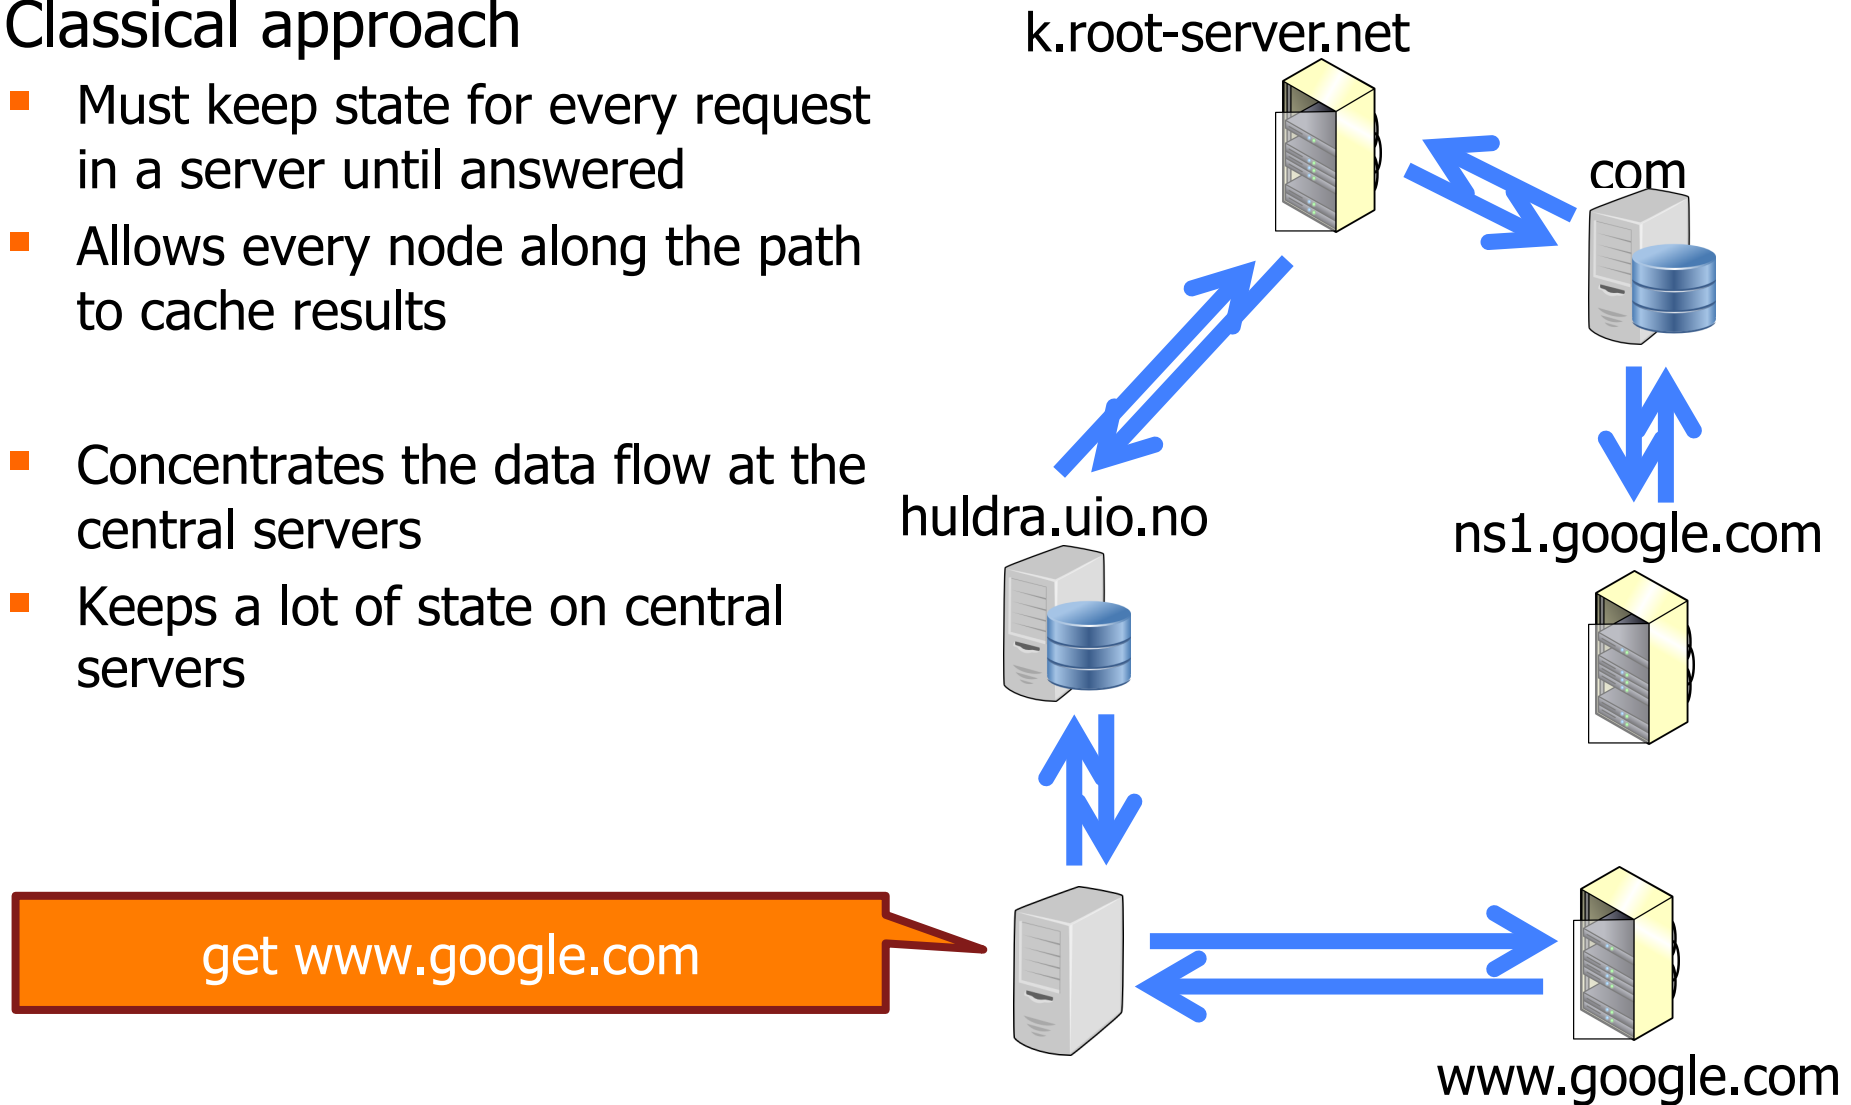 Classical approach
Must keep state for every request
in a server until answered
Allows every node along the path
to cache results
Concentrates the data flow at the
central servers
Keeps a lot of state on central
servers
get www.google.com
k.root-server.net
com
huldra.uio.no
ns1.google.com
www.google.com